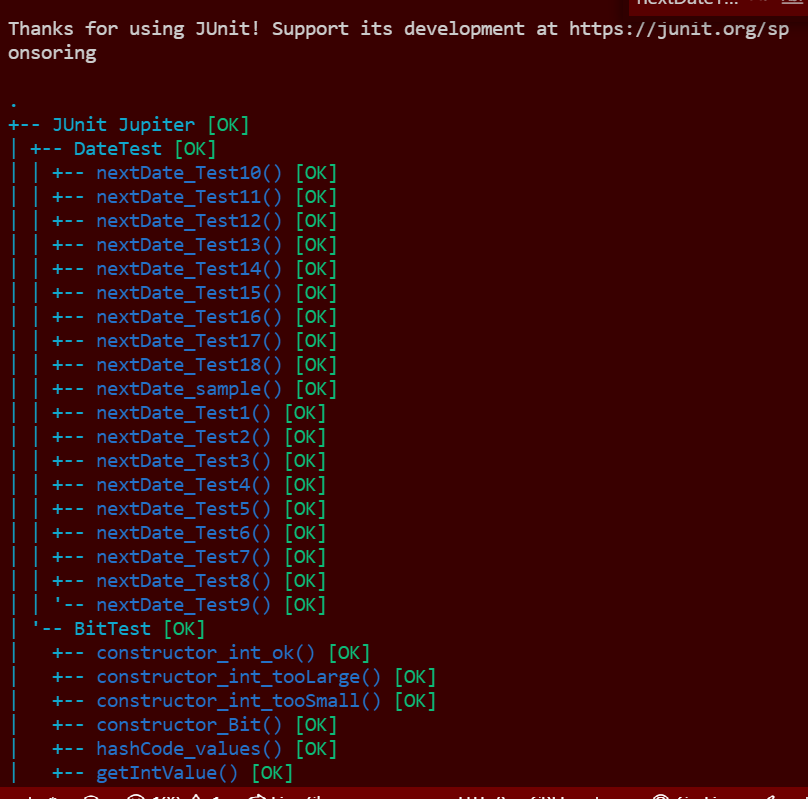 nextDateT...
Thanks for using JUnit! Support its development at https://junit.org/sp
onsoring
.
+-- JUnit Jupiter [OK]
| +-- DateTest [OK]
| | +-- nextDate_Test10() [OK]
| | +-- nextDate_Test11() [OK]
| | +-- nextDate_Test12() [OK]
| | +-- nextDate_Test13() [OK]
| | +-- nextDate_Test14() [OK]
| | +-- nextDate_Test15() [OK]
| | +-- nextDate_Test16() [OK]
| | +-- nextDate_Test17() [OK]
| | +-- nextDate_Test18() [OK]
| | +-- nextDate_sample() [OK]
| | +-- nextDate_Test1() [OK]
| | +-- nextDate_Test2() [OK]
| | +-- nextDate_Test3() [OK]
| | +-- nextDate_Test4() [OK]
| | +-- nextDate_Test5() [OK]
| | +-- nextDate_Test6() [OK]
| | +-- nextDate_Test7() [OK]
| | +-- nextDate_Test8() [OK]
| | '-- nextDate_Test9() [OK]
| '-- BitTest [OK]
|   +-- constructor_int_ok() [OK]
|   +-- constructor_int_tooLarge() [OK]
|   +-- constructor_int_tooSmall() [OK]
|   +-- constructor_Bit() [OK]
|   +-- hashCode_values() [OK]
|   +-- getIntValue() [OK]